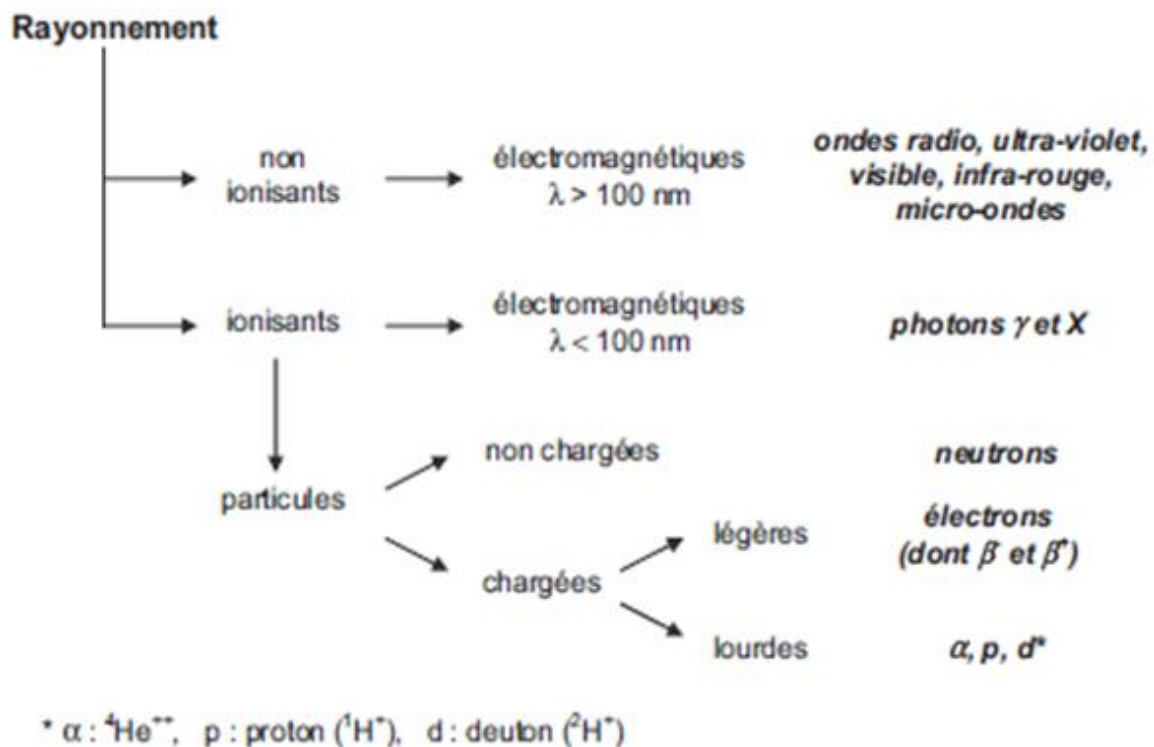 Rayonnement
non
ionisants
électromagnétiques
λ > 100 nm
ondes radio, ultra-violet,
visible, infra-rouge,
micro-ondes
ionisants
électromagnétiques
λ < 100 nm
photons γ et X
particules
non chargées
neutrons
chargées
légères
électrons
(dont β⁻ et β⁺)
lourdes
α, p, d*
* α : ⁴He⁺⁺, p : proton (¹H⁺), d : deuton (²H⁺)